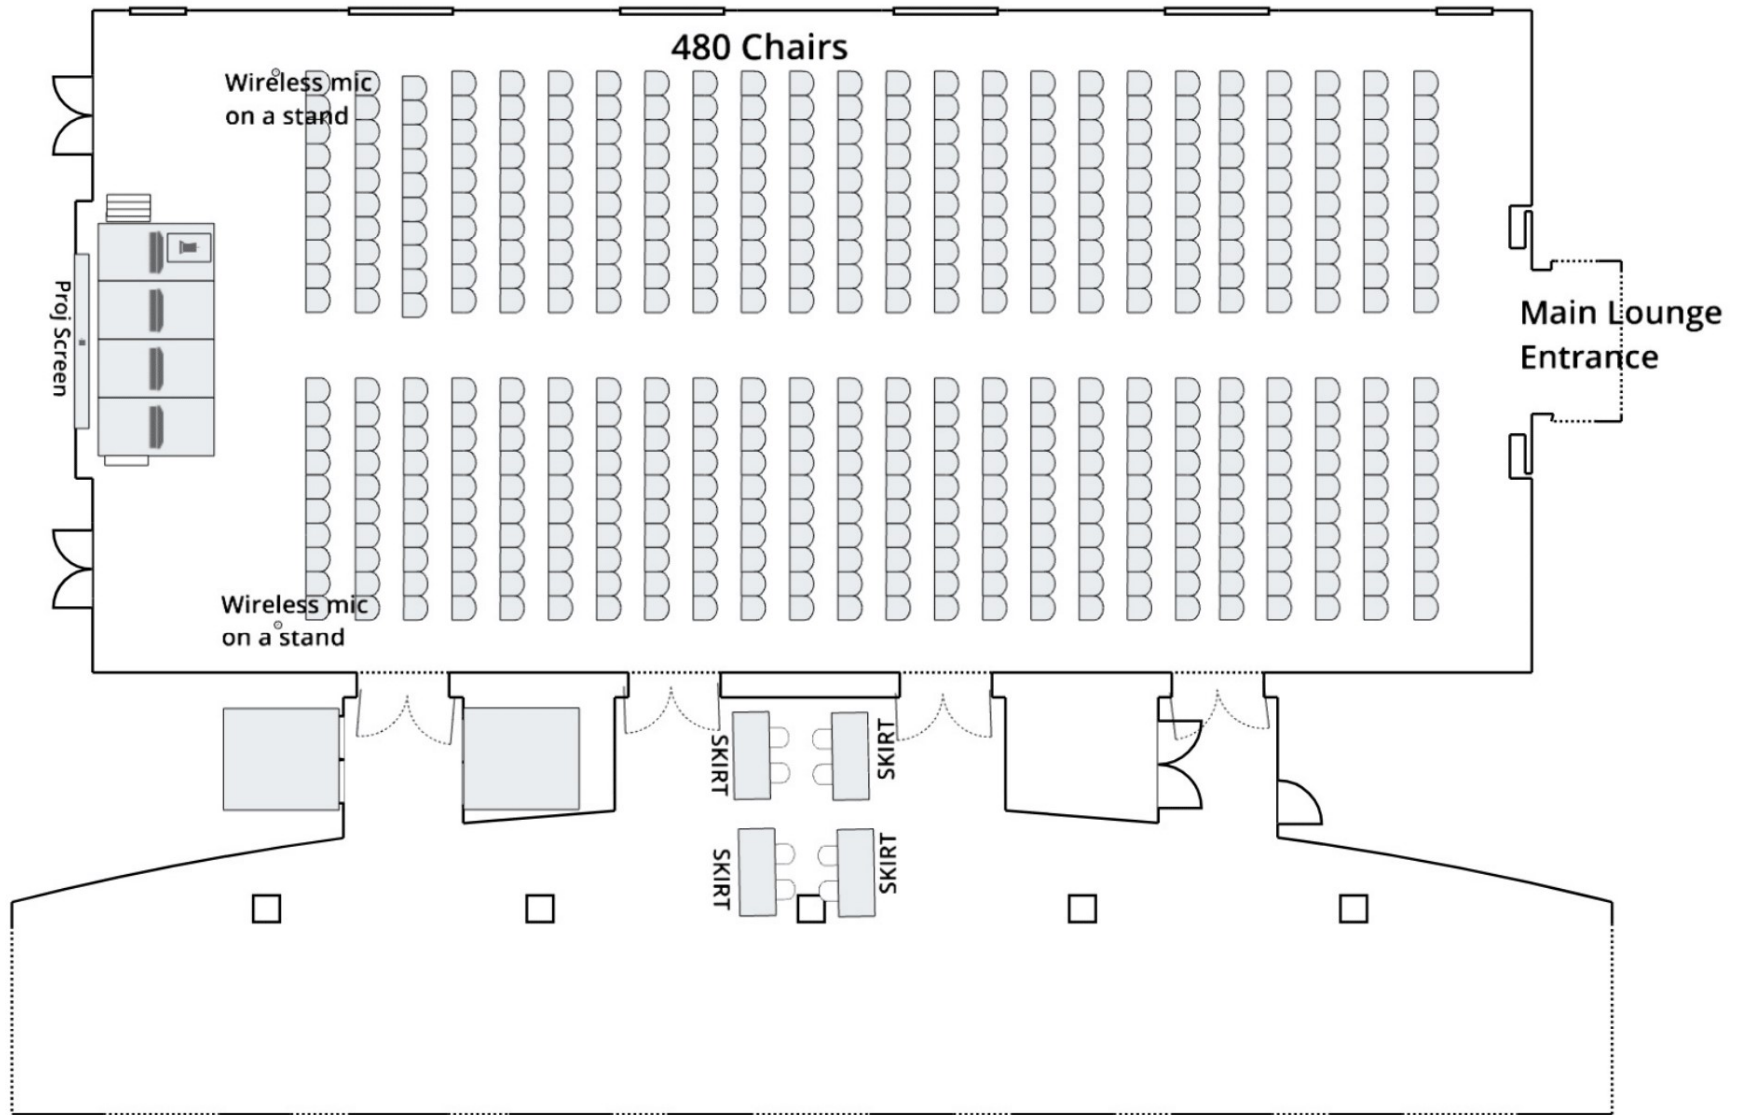 480 Chairs
Wireless mic
on a stand
Proj Screen
Main Lounge
Entrance
Wireless mic
on a stand
SKIRT
SKIRT
SKIRT
SKIRT